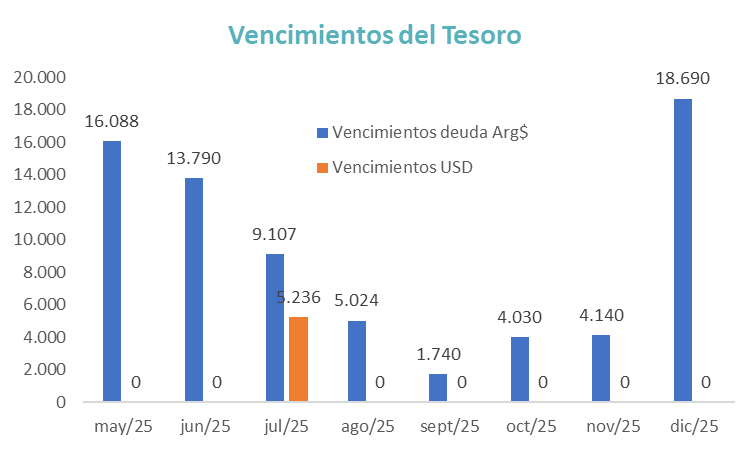 Vencimientos del Tesoro
20.000
18.000
16.000
14.000
12.000
10.000
8.000
6.000
4.000
2.000
0
16.088
13.790
9.107
5.024
1.740
4.030
4.140
18.690
0
0
5.236
0
0
0
0
0
Vencimientos deuda Arg$
Vencimientos USD
may/25
jun/25
jul/25
ago/25
sept/25
oct/25
nov/25
dic/25